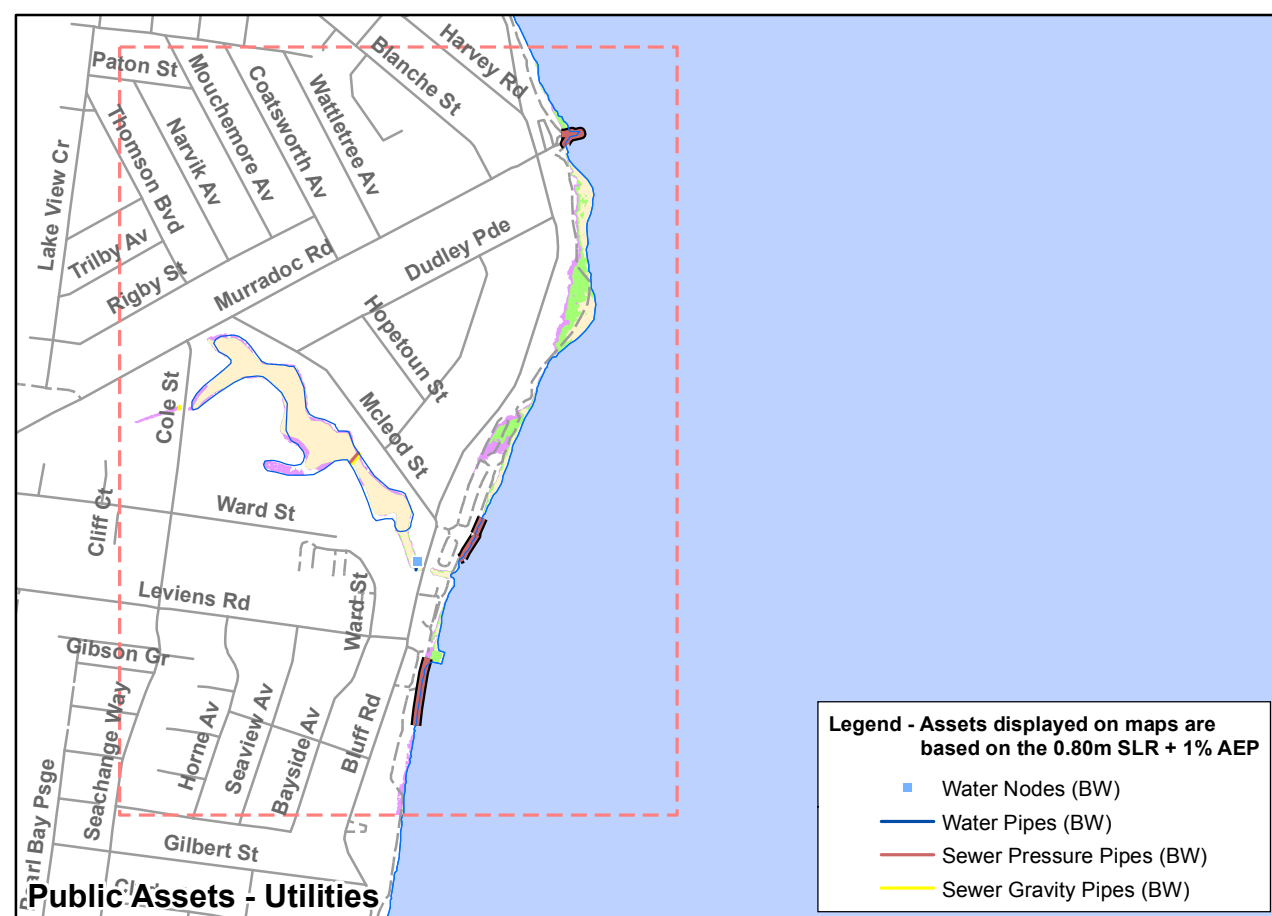 Harvey Rd
Blanche St
Paton St
Mouchemore Av
Coatsworth Av
Wattletree Av
Thomson Bvd
Narvik Av
Lake View Cr
Trilby Av
Rigby St
Murradoc Rd
Dudley Pde
Hopetoun St
Mcleod St
Cole St
Cliff Ct
Ward St
Leviens Rd
Ward St
Gibson Gr
Seachange Way
Horne Av
Seaview Av
Bayside Av
Bluff Rd
Bay Psge
Gilbert St
Public Assets - Utilities
Legend - Assets displayed on maps are
based on the 0.80m SLR + 1% AEP
Water Nodes (BW)
Water Pipes (BW)
Sewer Pressure Pipes (BW)
Sewer Gravity Pipes (BW)